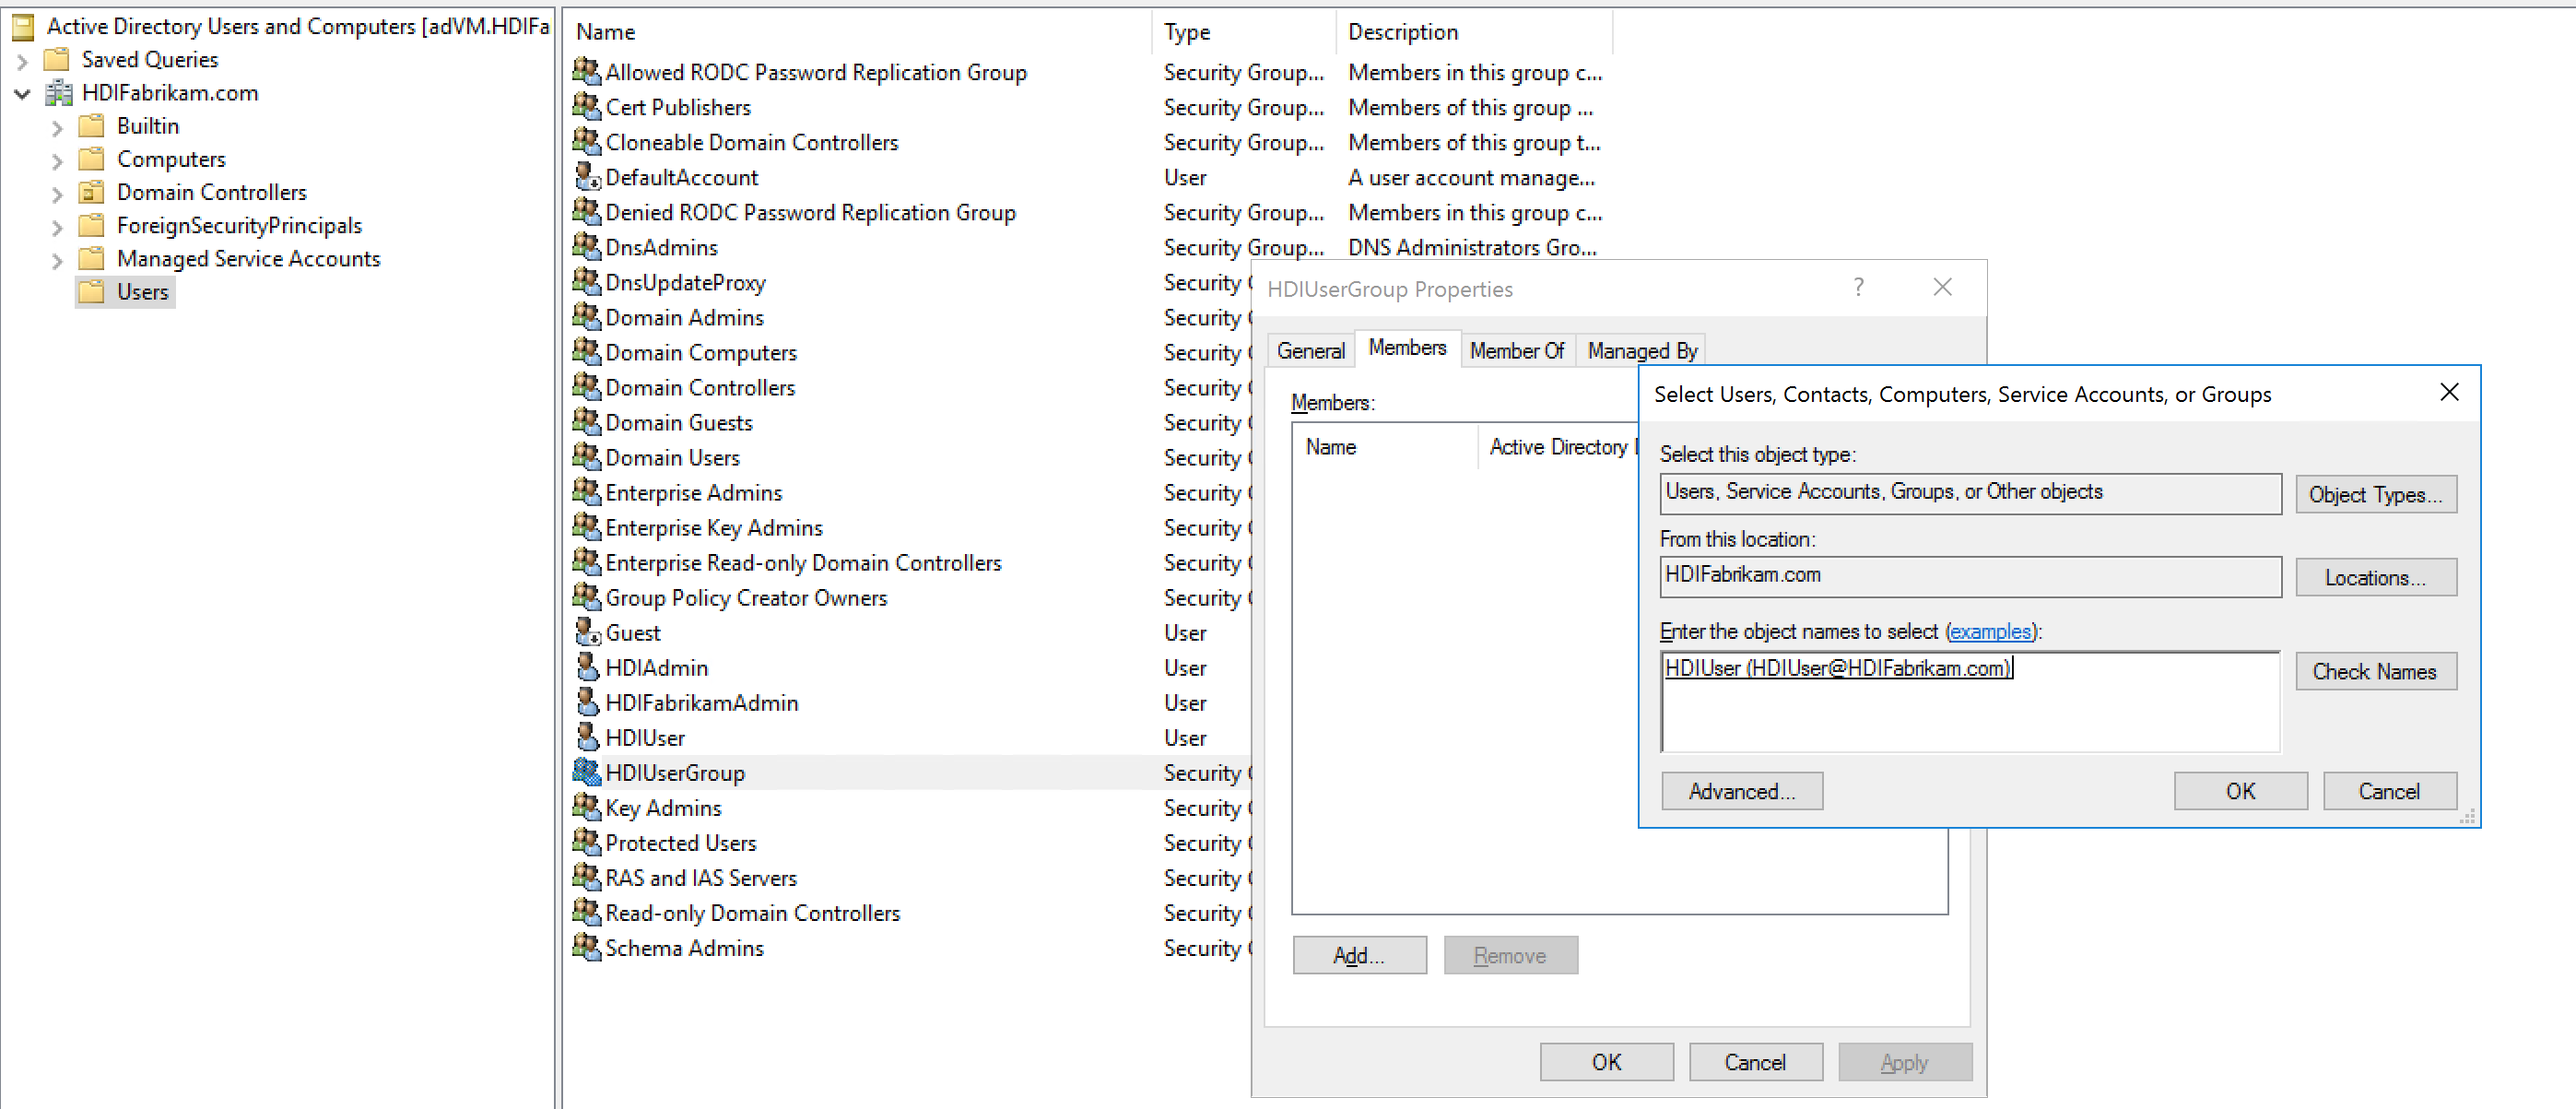 Active Directory Users and Computers [adVM.HDIFa
Saved Queries
HDIFabrikam.com
Builtin
Computers
Domain Controllers
ForeignSecurityPrincipals
Managed Service Accounts
Users
Name Type Description
Allowed RODC Password Replication Group Security Group... Members in this group c...
Cert Publishers Security Group... Members of this group ...
Cloneable Domain Controllers Security Group... Members of this group t...
DefaultAccount User A user account manage...
Denied RODC Password Replication Group Security Group... Members in this group c...
DnsAdmins Security Group... DNS Administrators Gro...
DnsUpdateProxy Security
Domain Admins Security
Domain Computers Security
Domain Controllers Security
Domain Guests Security
Domain Users Security
Enterprise Admins Security
Enterprise Key Admins Security
Enterprise Read-only Domain Controllers Security
Group Policy Creator Owners Security
Guest User
HDIAdmin User
HDIFabrikamAdmin User
HDIUser User
HDIUserGroup Security
Key Admins Security
Protected Users Security
RAS and IAS Servers Security
Read-only Domain Controllers Security
Schema Admins Security
HDIUserGroup Properties ?
General Members Member Of Managed By
Members:
Name Active Directory
Add... Remove
OK Cancel Apply
Select Users, Contacts, Computers, Service Accounts, or Groups
Select this object type:
Users, Service Accounts, Groups, or Other objects Object Types...
From this location:
HDIFabrikam.com Locations...
Enter the object names to select (examples):
HDIUser (HDIUser@HDIFabrikam.com) Check Names
Advanced... OK Cancel